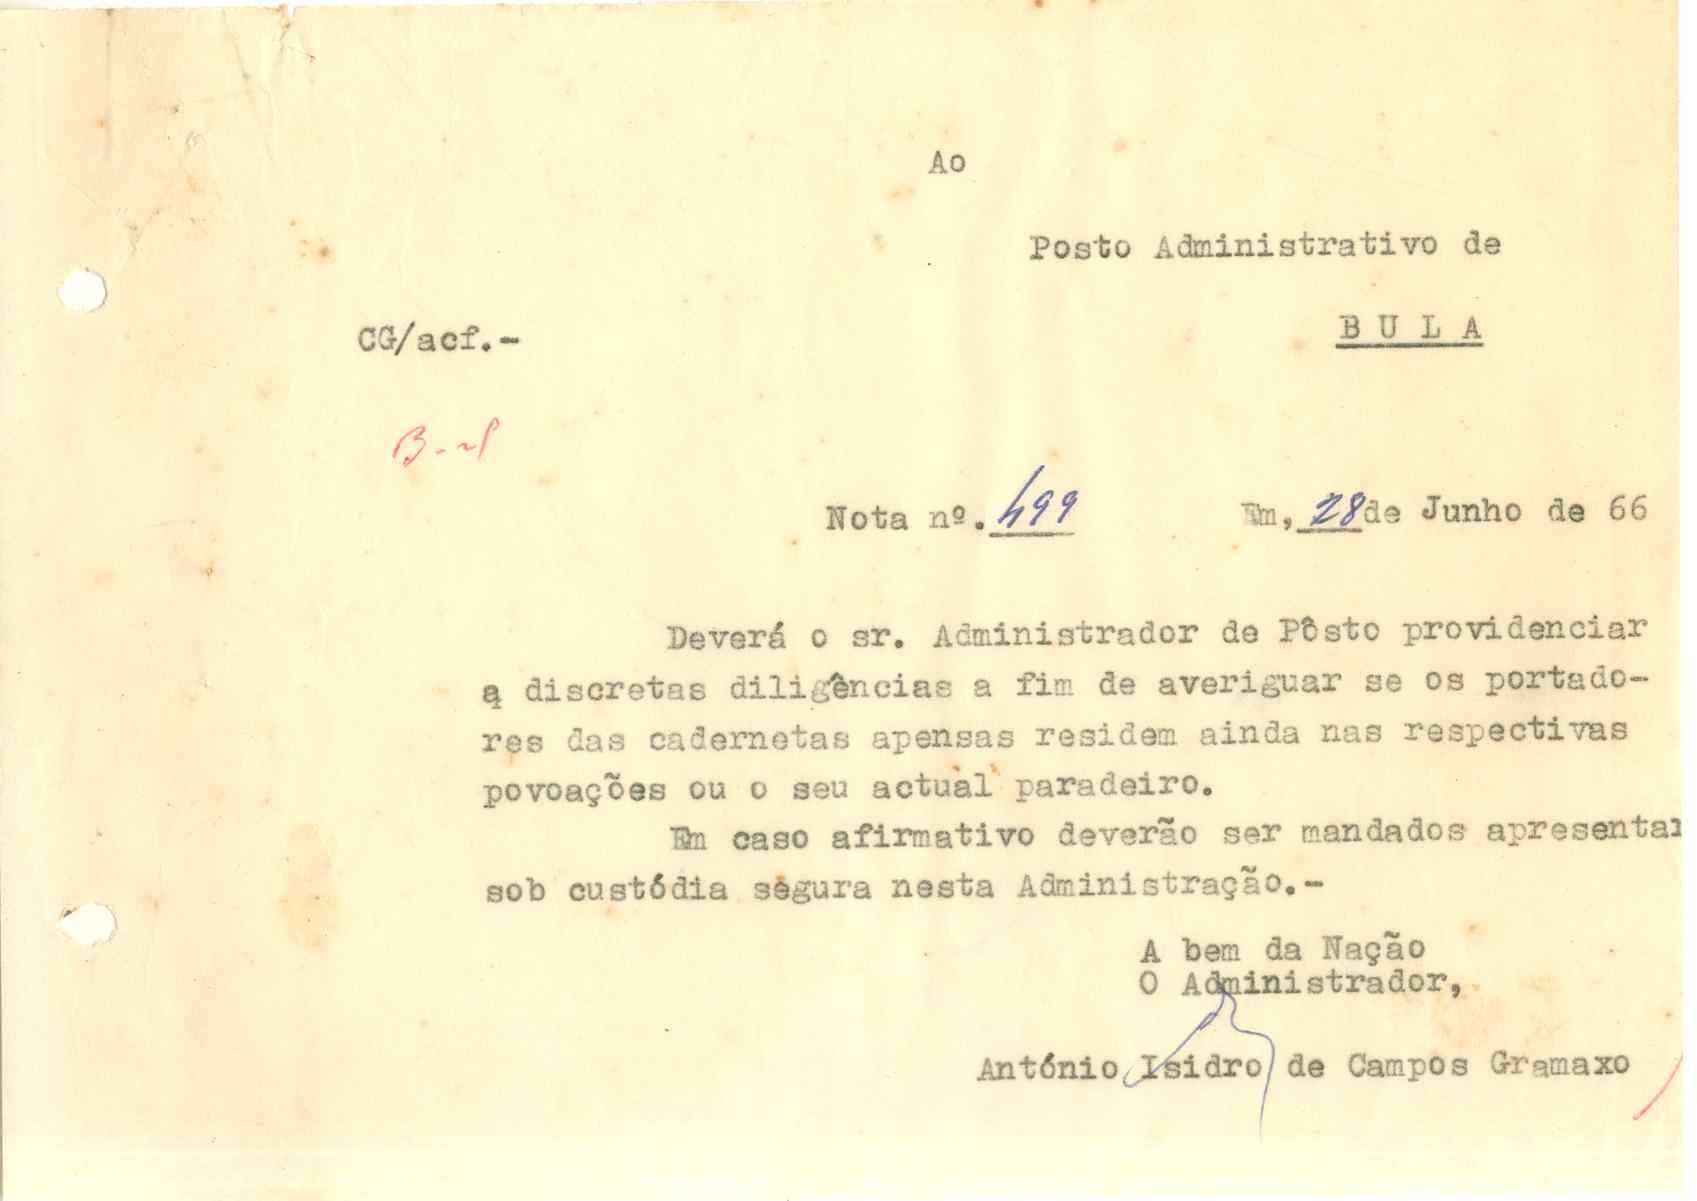 Ao
Posto Administrativo de
B U L A
CG/acf.-
Nota nº. 499
Em, 28 de Junho de 66
Deverá o sr. Administrador de Pôsto providenciar
a discretas diligências a fim de averiguar se os portado-
res das cadernetas apensas residem ainda nas respectivas
povoações ou o seu actual paradeiro.
Em caso afirmativo deverão ser mandados apresentar
sob custódia segura nesta Administração.-
A bem da Nação
O Administrador,
António Isidro de Campos Gramaxo